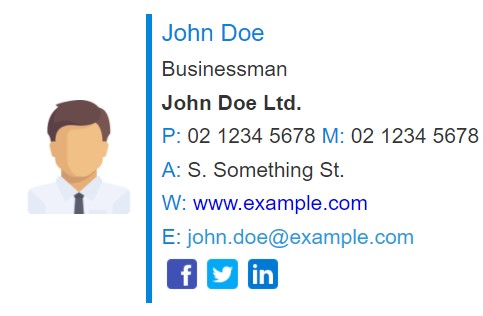 John Doe
Businessman
John Doe Ltd.
P: 02 1234 5678 M: 02 1234 5678
A: S. Something St.
W: www.example.com
E: john.doe@example.com